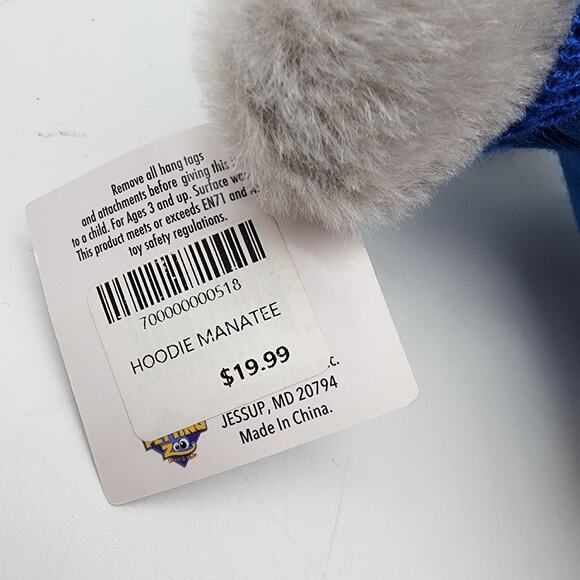 Remove all hang tags
and attachments before giving this
to a child. For Ages 3 and up. Surface
This product meets or exceeds EN71 and
toy safety regulations.
700000000518
HOODIE MANATEE
$19.99
JESSUP, MD 20794
Made In China.